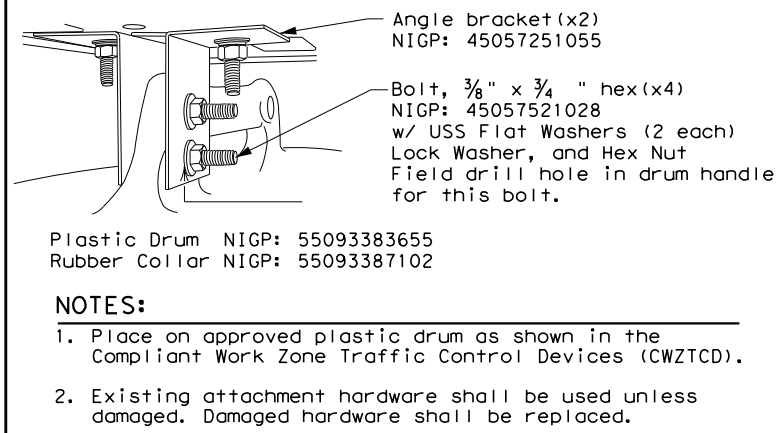 Angle bracket(x2)
NIGP: 45057251055
Bolt, ⅜" x ¾ " hex(x4)
NIGP: 45057521028
w/ USS Flat Washers (2 each)
Lock Washer, and Hex Nut
Field drill hole in drum handle
for this bolt.
Plastic Drum NIGP: 55093383655
Rubber Collar NIGP: 55093387102
NOTES:
1. Place on approved plastic drum as shown in the
Compliant Work Zone Traffic Control Devices (CWZTCD).
2. Existing attachment hardware shall be used unless
damaged. Damaged hardware shall be replaced.